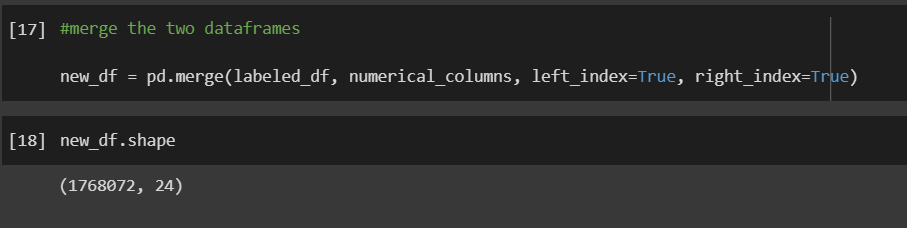 [17] #merge the two dataframes
new_df = pd.merge(labeled_df, numerical_columns, left_index=True, right_index=True)
[18] new_df.shape
(1768072, 24)